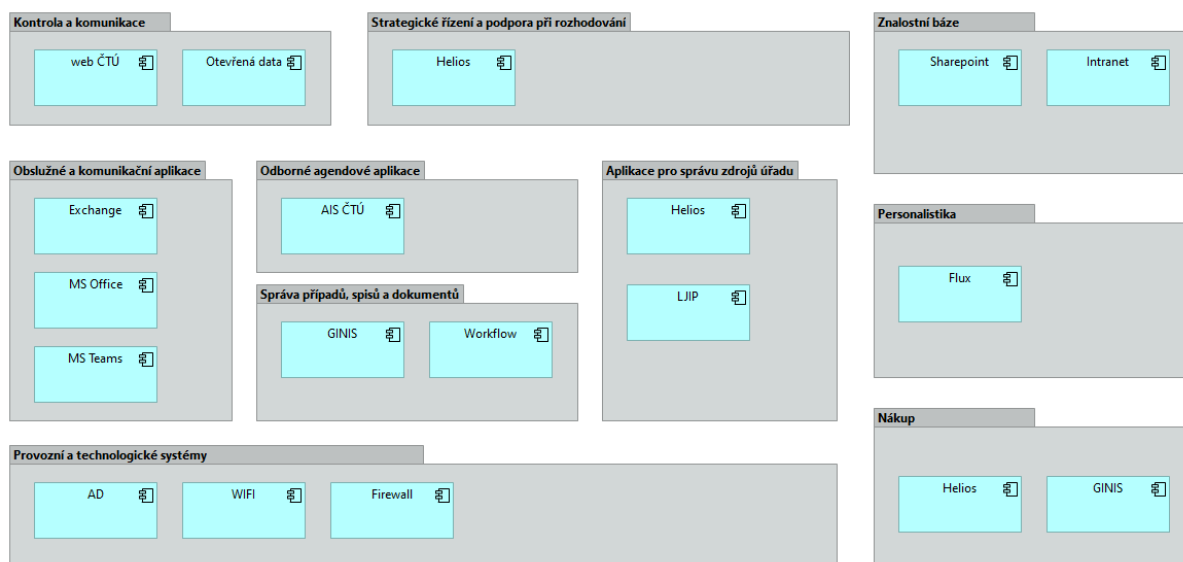 Kontrola a komunikace
web ČTÚ
Otevřená data
Strategické řízení a podpora při rozhodování
Helios
Znalostní báze
Sharepoint
Intranet
Obslužné a komunikační aplikace
Exchange
MS Office
MS Teams
Odborné agendové aplikace
AIS ČTÚ
Správa případů, spisů a dokumentů
GINIS
Workflow
Aplikace pro správu zdrojů úřadu
Helios
LJIP
Personalistika
Flux
Nákup
Helios
GINIS
Provozní a technologické systémy
AD
WIFI
Firewall